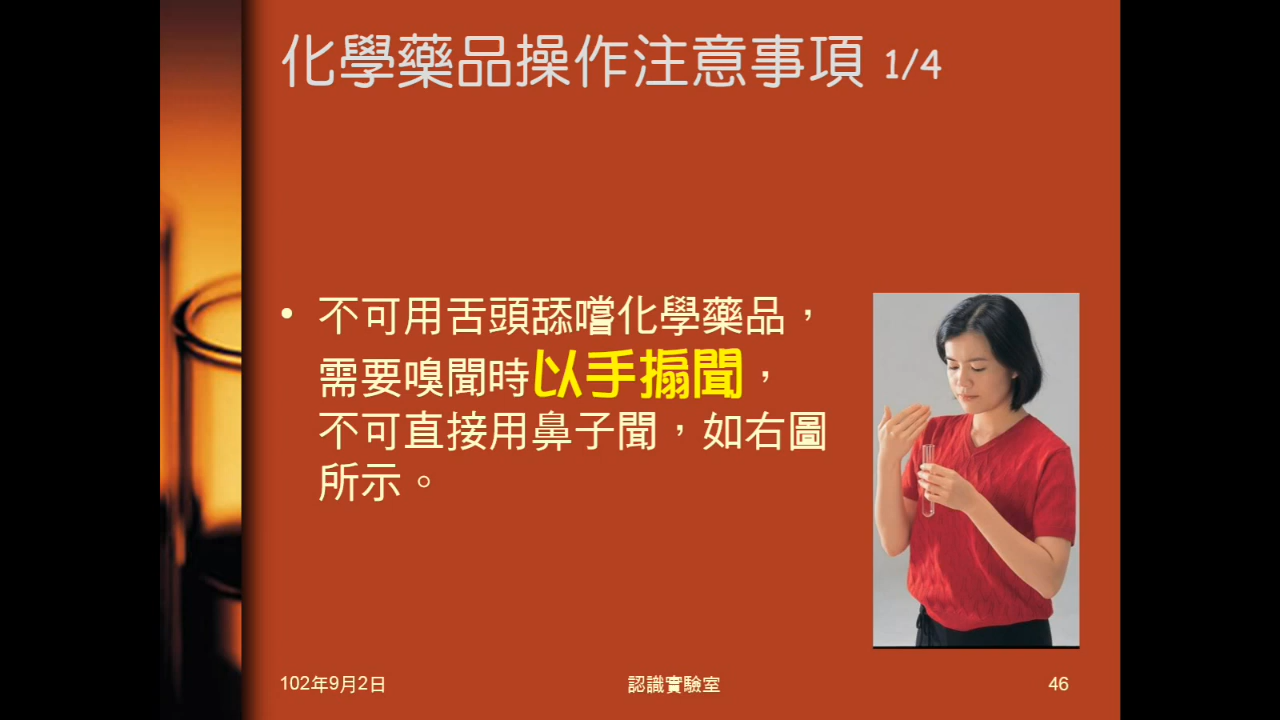 化學藥品操作注意事項 1/4
• 不可用舌頭舔嚐化學藥品，
需要嗅聞時以手搧聞，
不可直接用鼻子聞，如右圖
所示。
102年9月2日
認識實驗室
46